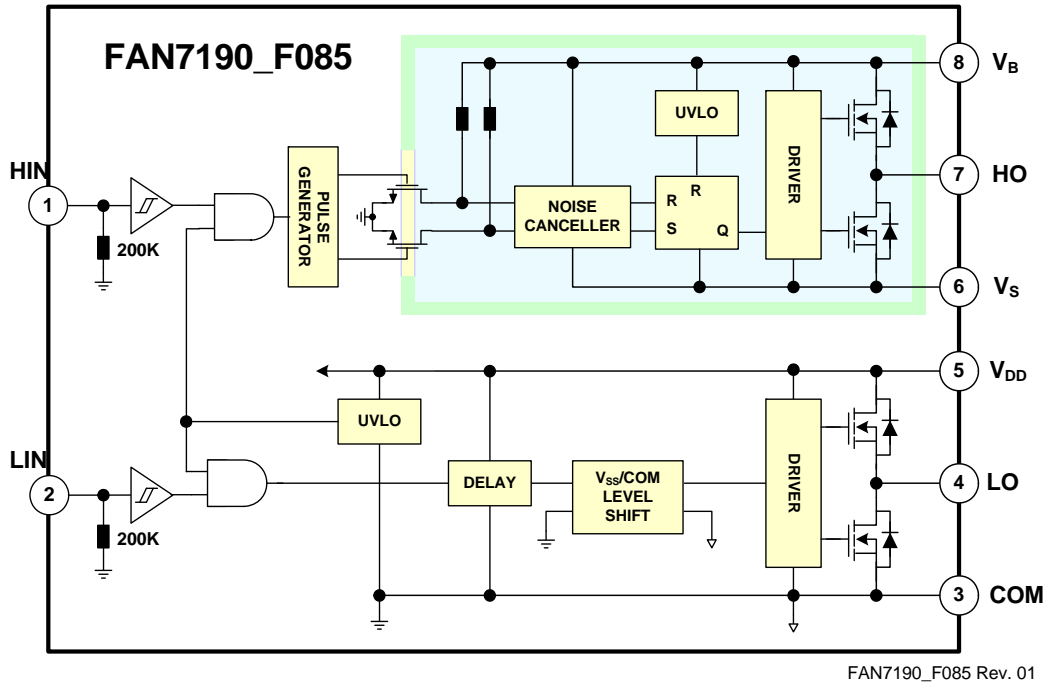 FAN7190_F085
8
VB
UVLO
DRIVER
HIN
1
PULSE
GENERATOR
7
HO
NOISE
CANCELLER
R
R
S
Q
200K
6
VS
5
VDD
UVLO
LIN
2
DELAY
VSS/COM
LEVEL
SHIFT
DRIVER
4
LO
200K
3
COM
FAN7190_F085 Rev. 01